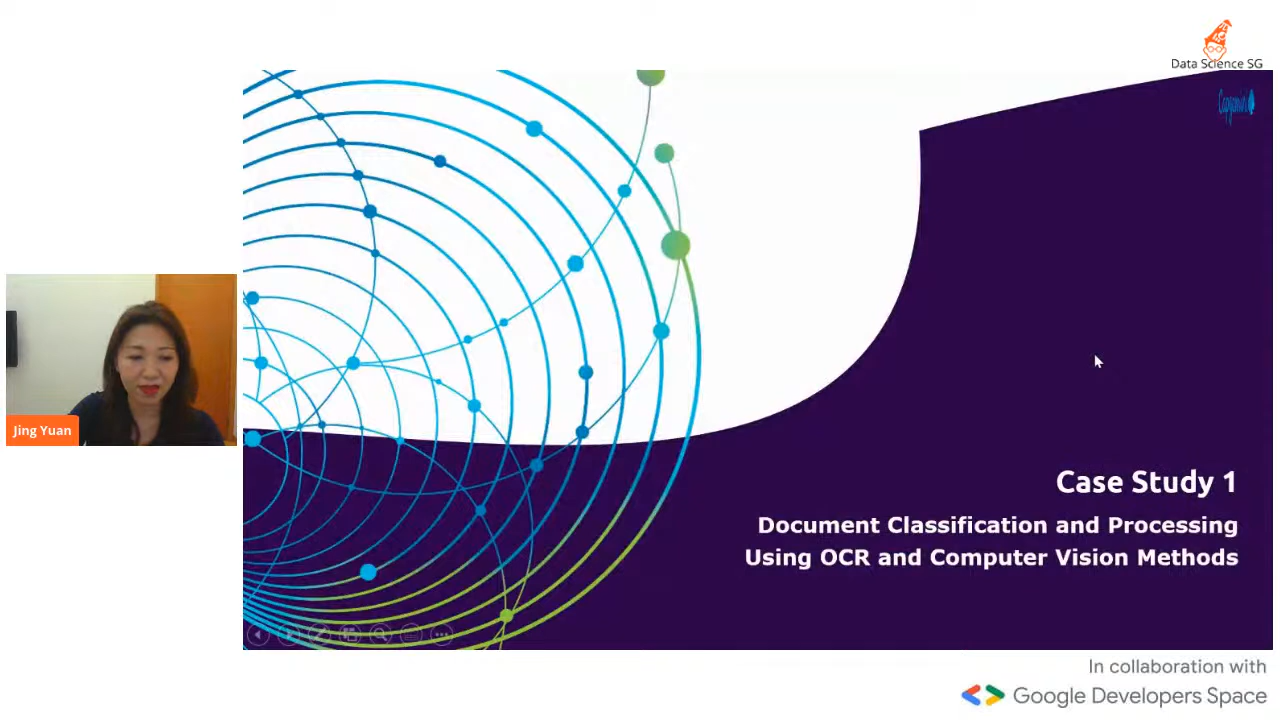 Data Science SG
Capgemini
Jing Yuan
Case Study 1
Document Classification and Processing
Using OCR and Computer Vision Methods
In collaboration with
Google Developers Space